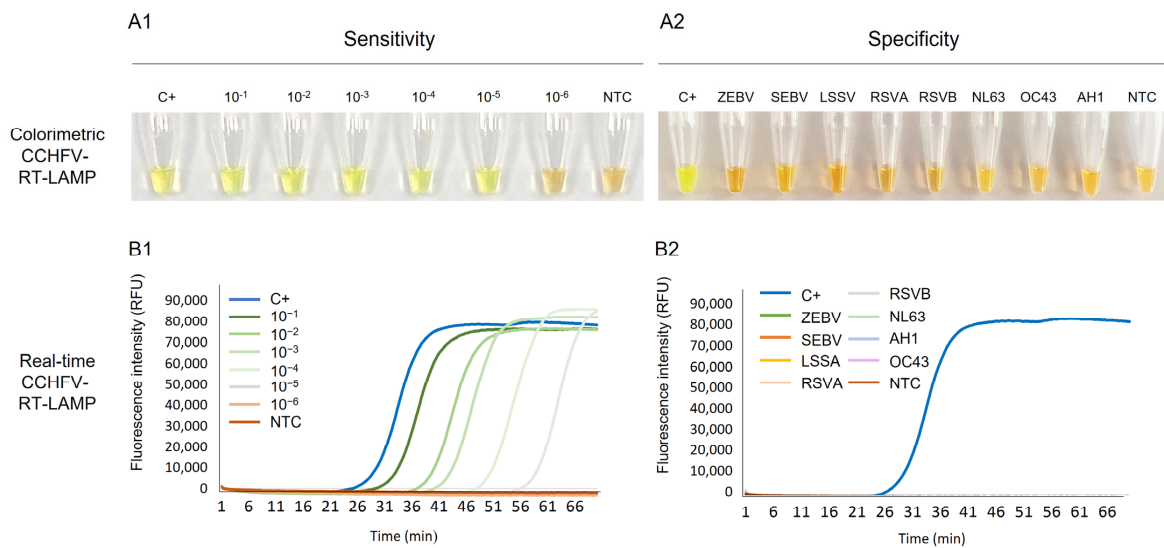 A1
Sensitivity
C+ 10⁻¹ 10⁻² 10⁻³ 10⁻⁴ 10⁻⁵ 10⁻⁶ NTC
A2
Specificity
C+ ZEBV SEBV LSSV RSVA RSVB NL63 OC43 AH1 NTC
Colorimetric
CCHFV-
RT-LAMP
B1
Fluorescence intensity (RFU)
90,000
80,000
70,000
60,000
50,000
40,000
30,000
20,000
10,000
0
C+
10⁻¹
10⁻²
10⁻³
10⁻⁴
10⁻⁵
10⁻⁶
NTC
1 6 11 16 21 26 31 36 41 46 51 56 61 66
Time (min)
B2
Fluorescence intensity (RFU)
90,000
80,000
70,000
60,000
50,000
40,000
30,000
20,000
10,000
0
C+
ZEBV
SEBV
LSSA
RSVA
RSVB
NL63
AH1
OC43
NTC
1 6 11 16 21 26 31 36 41 46 51 56 61 66
Time (min)
Real-time
CCHFV-
RT-LAMP